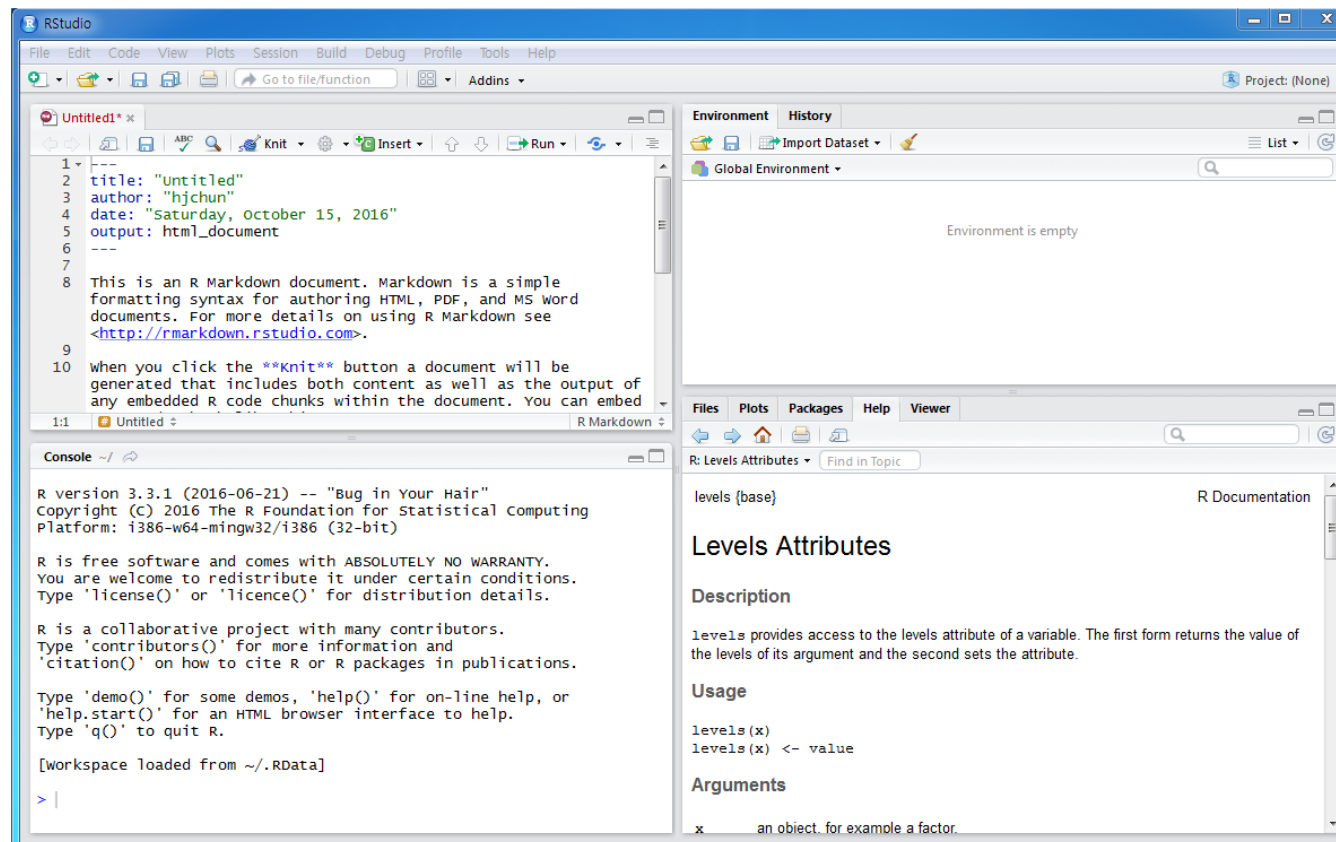 RStudio
File Edit Code View Plots Session Build Debug Profile Tools Help
Go to file/function Addins Project: (None)
Untitled1*
ABC Knit Insert Run
1 ---
2 title: "Untitled"
3 author: "hjchun"
4 date: "Saturday, October 15, 2016"
5 output: html_document
6 ---
7
8 This is an R Markdown document. Markdown is a simple
formatting syntax for authoring HTML, PDF, and MS Word
documents. For more details on using R Markdown see
<http://rmarkdown.rstudio.com>.
9
10 When you click the **Knit** button a document will be
generated that includes both content as well as the output of
any embedded R code chunks within the document. You can embed
1:1 Untitled R Markdown
Console ~/
R version 3.3.1 (2016-06-21) -- "Bug in Your Hair"
Copyright (C) 2016 The R Foundation for Statistical Computing
Platform: i386-w64-mingw32/i386 (32-bit)
R is free software and comes with ABSOLUTELY NO WARRANTY.
You are welcome to redistribute it under certain conditions.
Type 'license()' or 'licence()' for distribution details.
R is a collaborative project with many contributors.
Type 'contributors()' for more information and
'citation()' on how to cite R or R packages in publications.
Type 'demo()' for some demos, 'help()' for on-line help, or
'help.start()' for an HTML browser interface to help.
Type 'q()' to quit R.
[Workspace loaded from ~/.RData]
>
Environment History
Import Dataset List
Global Environment
Environment is empty
Files Plots Packages Help Viewer
R: Levels Attributes Find in Topic
levels {base} R Documentation
Levels Attributes
Description
levels provides access to the levels attribute of a variable. The first form returns the value of
the levels of its argument and the second sets the attribute.
Usage
levels(x)
levels(x) <- value
Arguments
x an object, for example a factor.